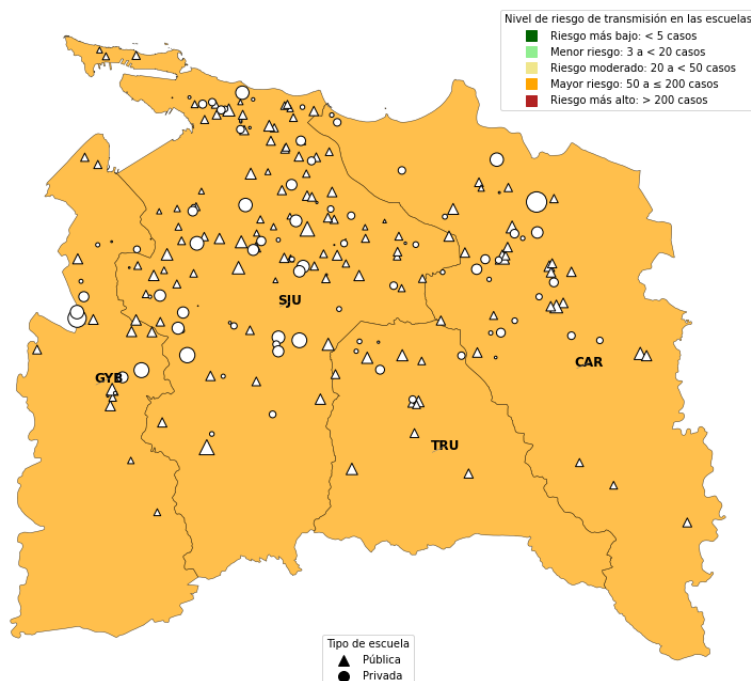 Nivel de riesgo de transmisión en las escuelas
Riesgo más bajo: < 5 casos
Menor riesgo: 3 a < 20 casos
Riesgo moderado: 20 a < 50 casos
Mayor riesgo: 50 a ≤ 200 casos
Riesgo más alto: > 200 casos
SJU
CAR
GYB
TRU
Tipo de escuela
Pública
Privada